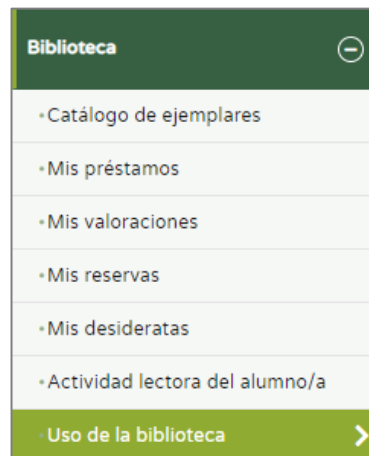 Biblioteca
Catálogo de ejemplares
Mis préstamos
Mis valoraciones
Mis reservas
Mis desideratas
Actividad lectora del alumno/a
Uso de la biblioteca